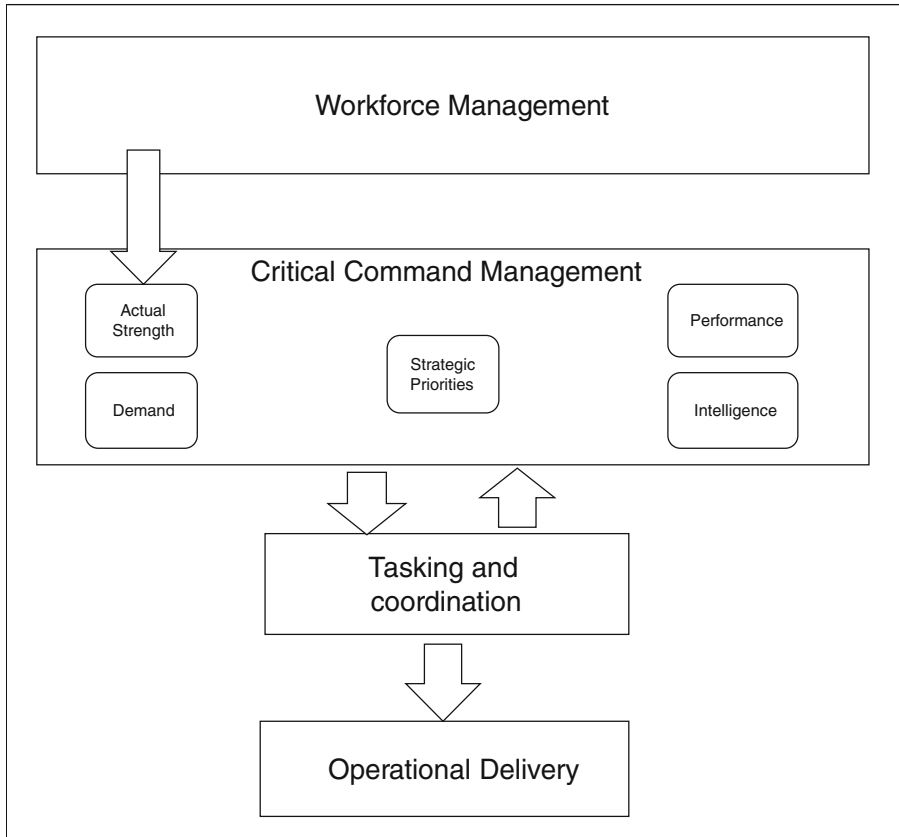 Workforce Management
Critical Command Management
Actual
Strength
Demand
Strategic
Priorities
Performance
Intelligence
Tasking and
coordination
Operational Delivery